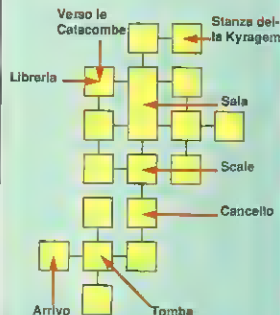 Verso le
Catacombe
Stanza del-
la Kyragem
Libreria
Sala
Scale
Cancello
Arrivo
Tomba